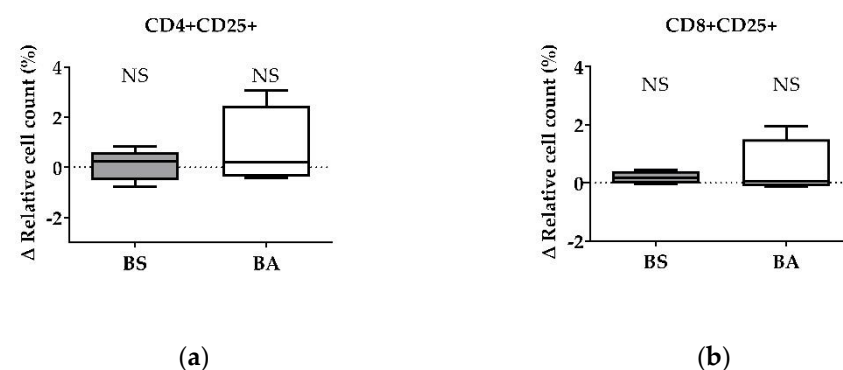 CD4+CD25+
Δ Relative cell count (%)
4
2
0
-2
NS
NS
BS
BA
(a)
CD8+CD25+
Δ Relative cell count (%)
4
2
0
-2
NS
NS
BS
BA
(b)